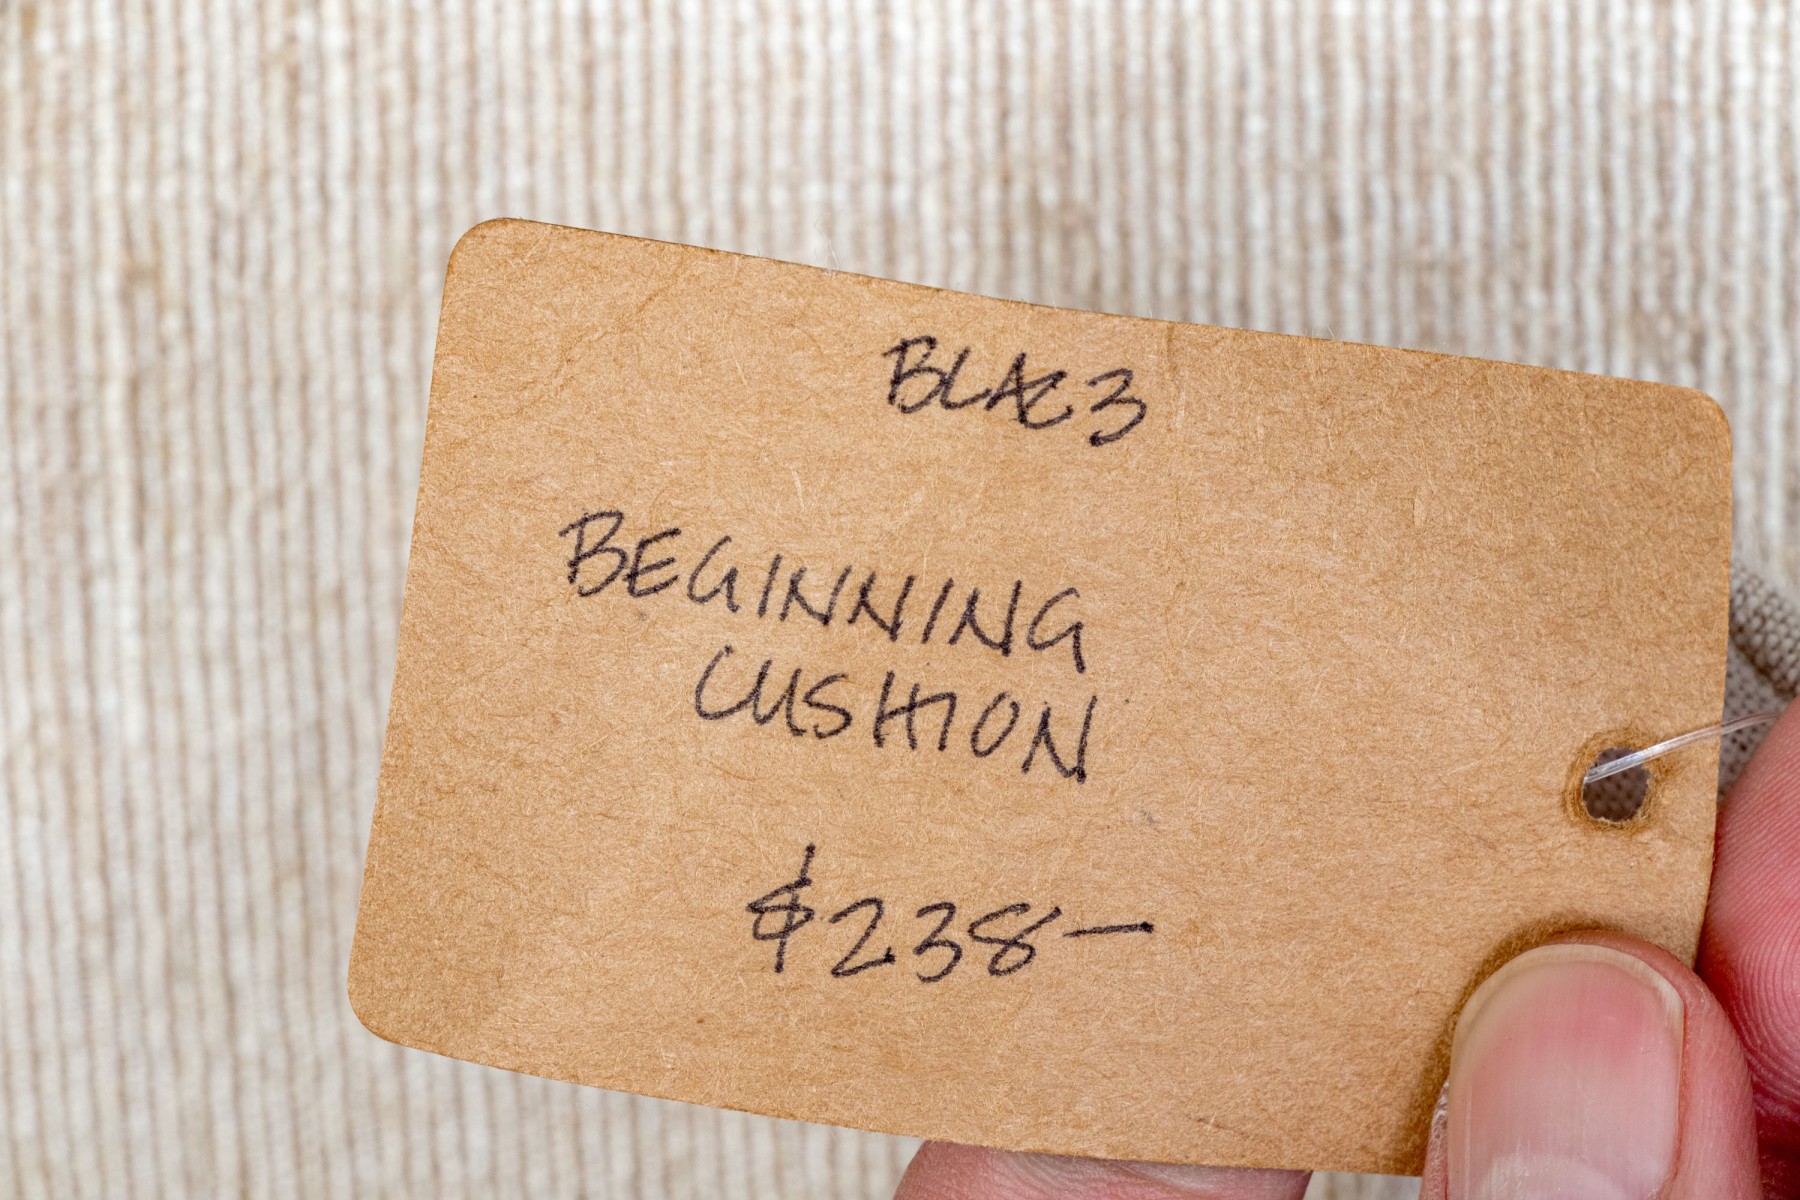 BLAC3
BEGINNING
CUSHION
$238-